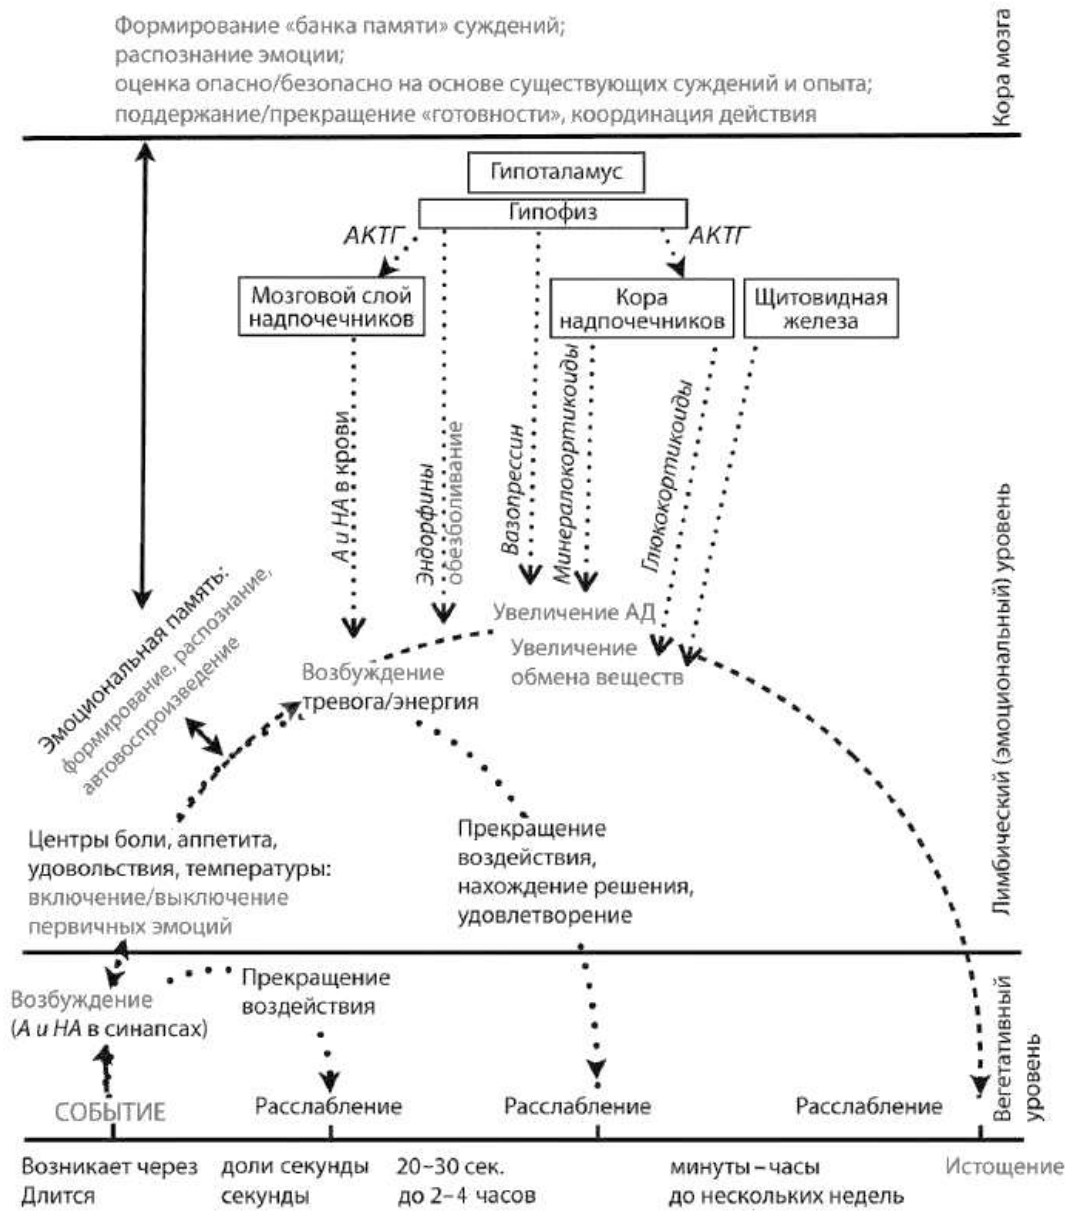 Формирование «банка памяти» суждений;
распознание эмоции;
оценка опасно/безопасно на основе существующих суждений и опыта;
поддержание/прекращение «готовности», координация действия
Кора мозга
Гипоталамус
Гипофиз
АКТГ
АКТГ
Мозговой слой
надпочечников
Кора
надпочечников
Щитовидная
железа
А и НА в крови
Эндорфины
обезболивание
Вазопрессин
Минералокортикоиды
Глюкокортикоиды
Лимбический (эмоциональный) уровень
Эмоциональная память:
формирование, распознание,
автовоспроизведение
Увеличение АД
Увеличение
обмена веществ
Возбуждение
тревога/энергия
Центры боли, аппетита,
удовольствия, температуры:
включение/выключение
первичных эмоций
Прекращение
воздействия,
нахождение решения,
удовлетворение
Возбуждение
(А и НА в синапсах)
Прекращение
воздействия
Вегетативный
уровень
СОБЫТИЕ
Расслабление
Расслабление
Расслабление
Возникает через
Длится
доли секунды
секунды
20–30 сек.
до 2–4 часов
минуты – часы
до нескольких недель
Истощение